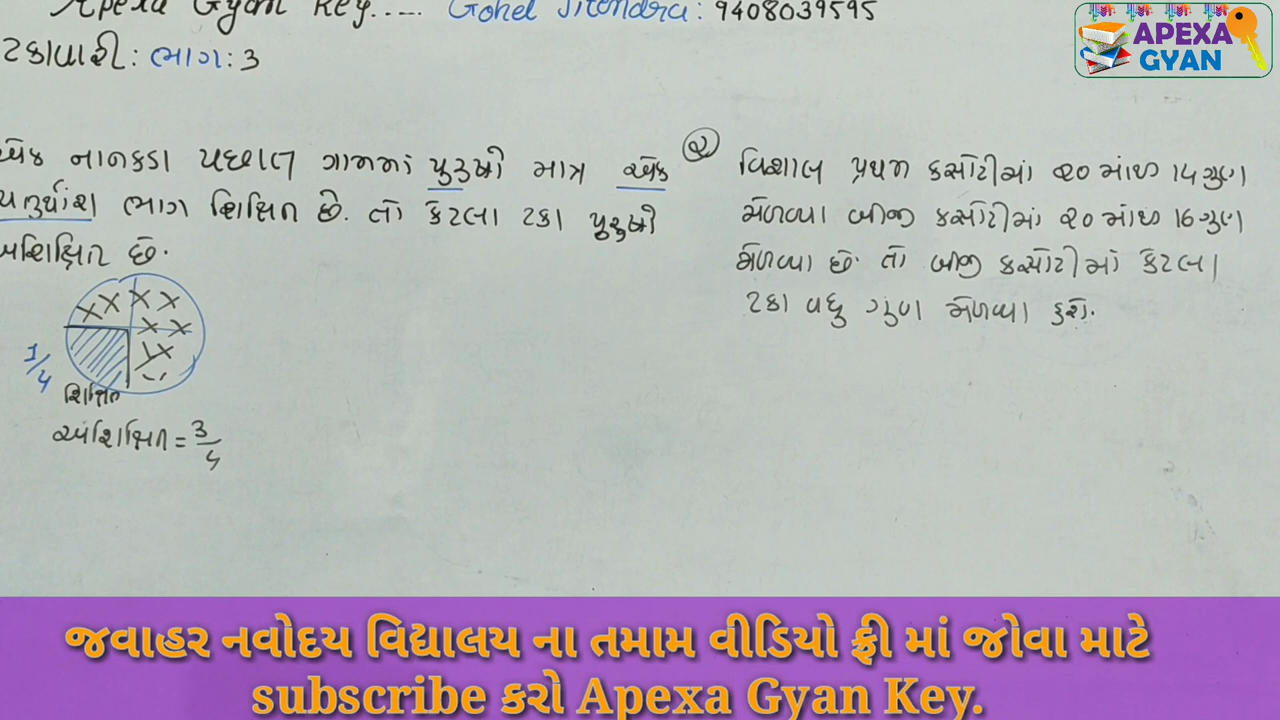 Apexa Gyan Key..... Gohel Jitendra: 9408039595
ટકાવારી: ભાગ: 3
APEXA
GYAN
એક નાનકડા પછાત ગામમાં પુરુષો માત્ર એક
ચતુર્થાંશ ભાગ શિક્ષિત છે. તો કેટલા ટકા પુરુષો
અશિક્ષિત છે.
1/4
શિક્ષિત
અશિક્ષિત = 3/4
૨ વિશાલ પ્રથમ કસોટીમાં ૨૦ માંથી 14 ગુણ
મેળવ્યા બીજી કસોટીમાં ૨૦ માંથી 16 ગુણ
મેળવ્યા છે. તો બીજી કસોટીમાં કેટલા
ટકા વધુ ગુણ મેળવ્યા હશે.
જવાહર નવોદય વિદ્યાલય ના તમામ વીડિયો ફ્રી માં જોવા માટે
subscribe કરો Apexa Gyan Key.